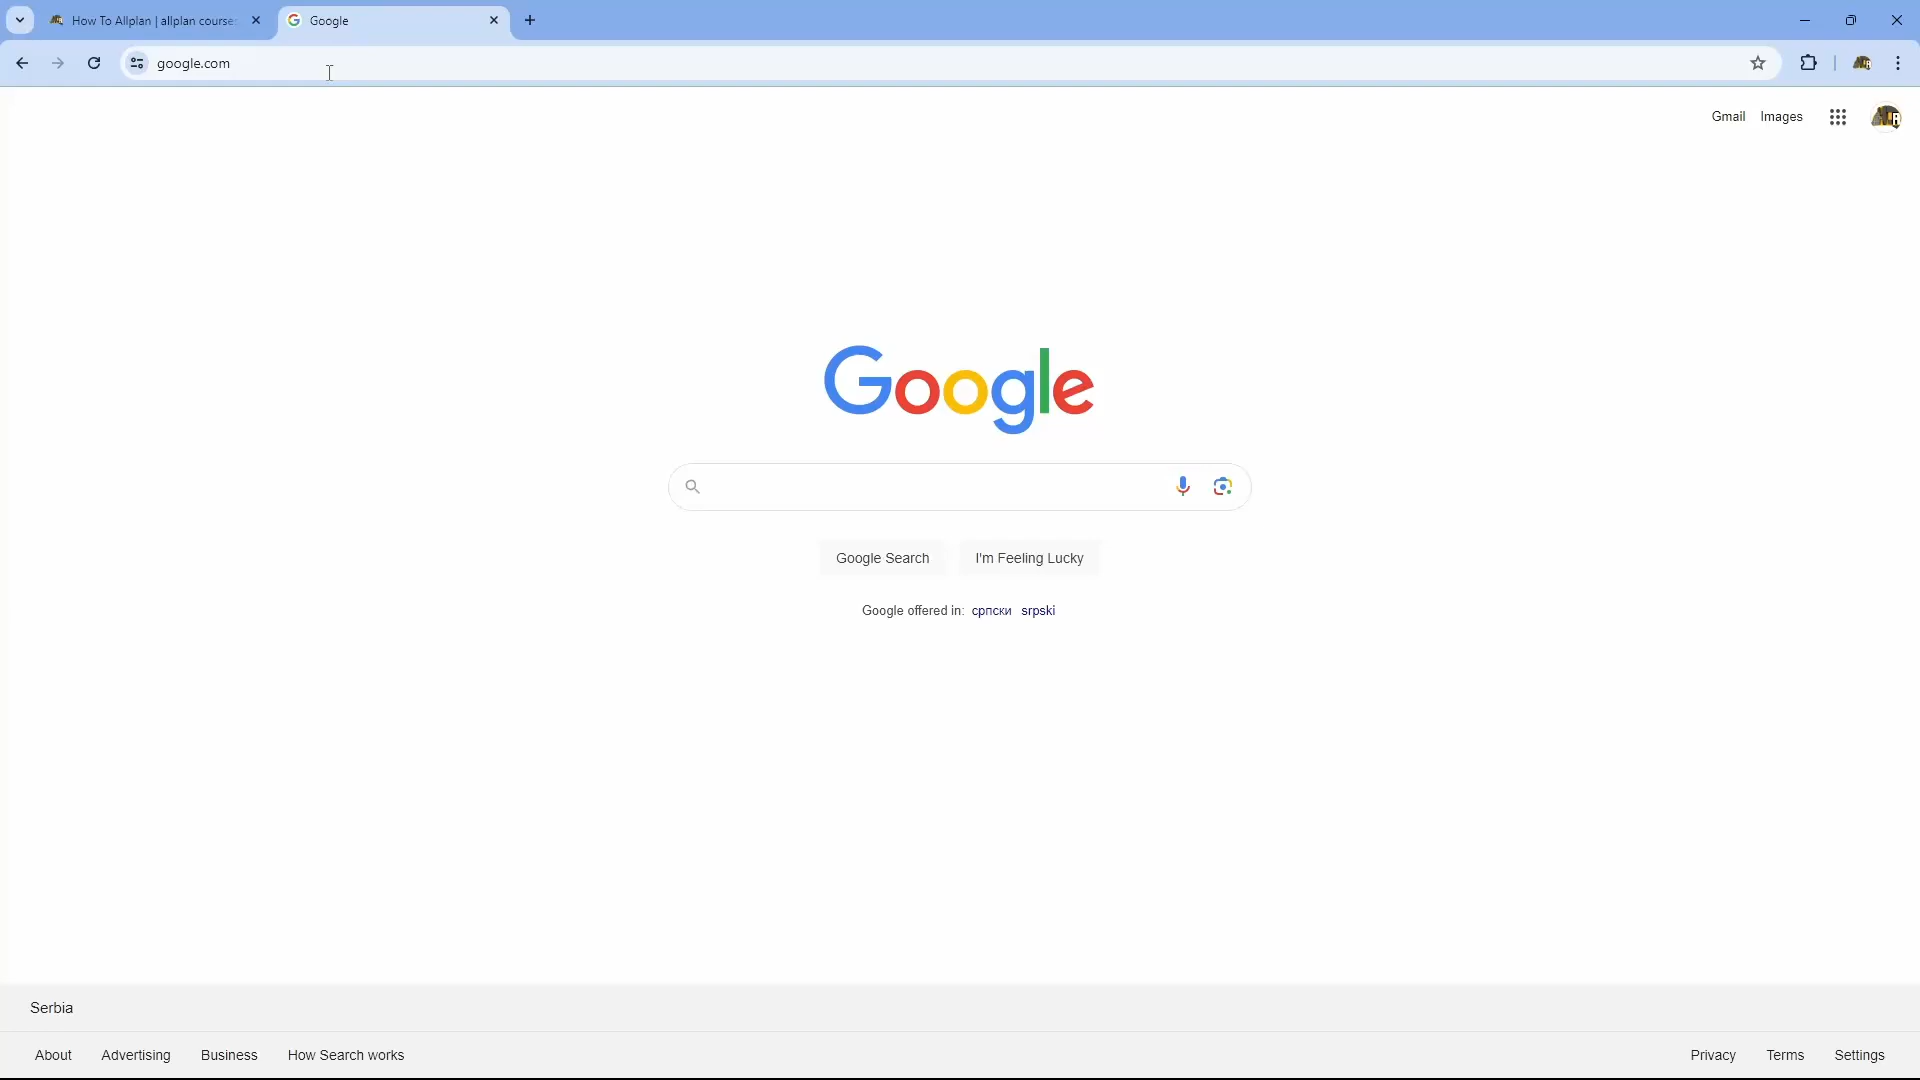 How To Allplan | allplan course
Google
google.com
Gmail Images
Google
Google Search I'm Feeling Lucky
Google offered in: српски srpski
Serbia
About Advertising Business How Search works Privacy Terms Settings